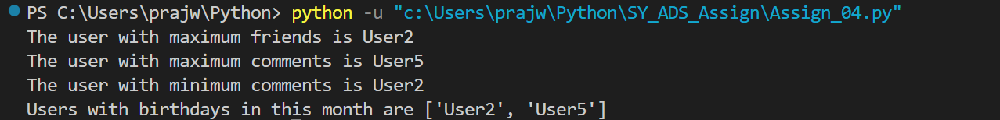 PS C:\Users\prajw\Python> python -u "c:\Users\prajw\Python\SY_ADS_Assign\Assign_04.py"
The user with maximum friends is User2
The user with maximum comments is User5
The user with minimum comments is User2
Users with birthdays in this month are ['User2', 'User5']